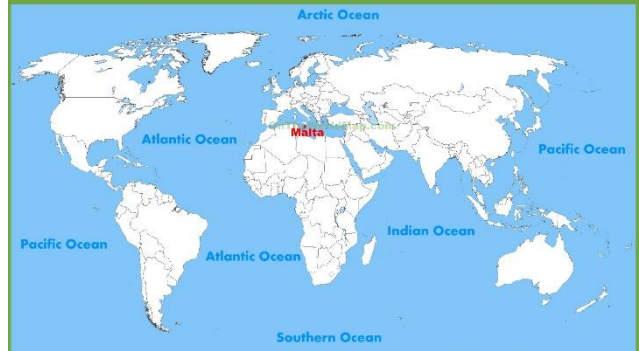 Arctic Ocean
Malta
Atlantic Ocean
Pacific Ocean
Pacific Ocean
Atlantic Ocean
Indian Ocean
Southern Ocean